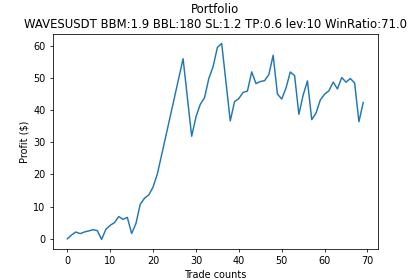 Portfolio
WAVESUSDT BBM:1.9 BBL:180 SL:1.2 TP:0.6 lev:10 WinRatio:71.0
Profit ($)
60
50
40
30
20
10
0
0 10 20 30 40 50 60 70
Trade counts